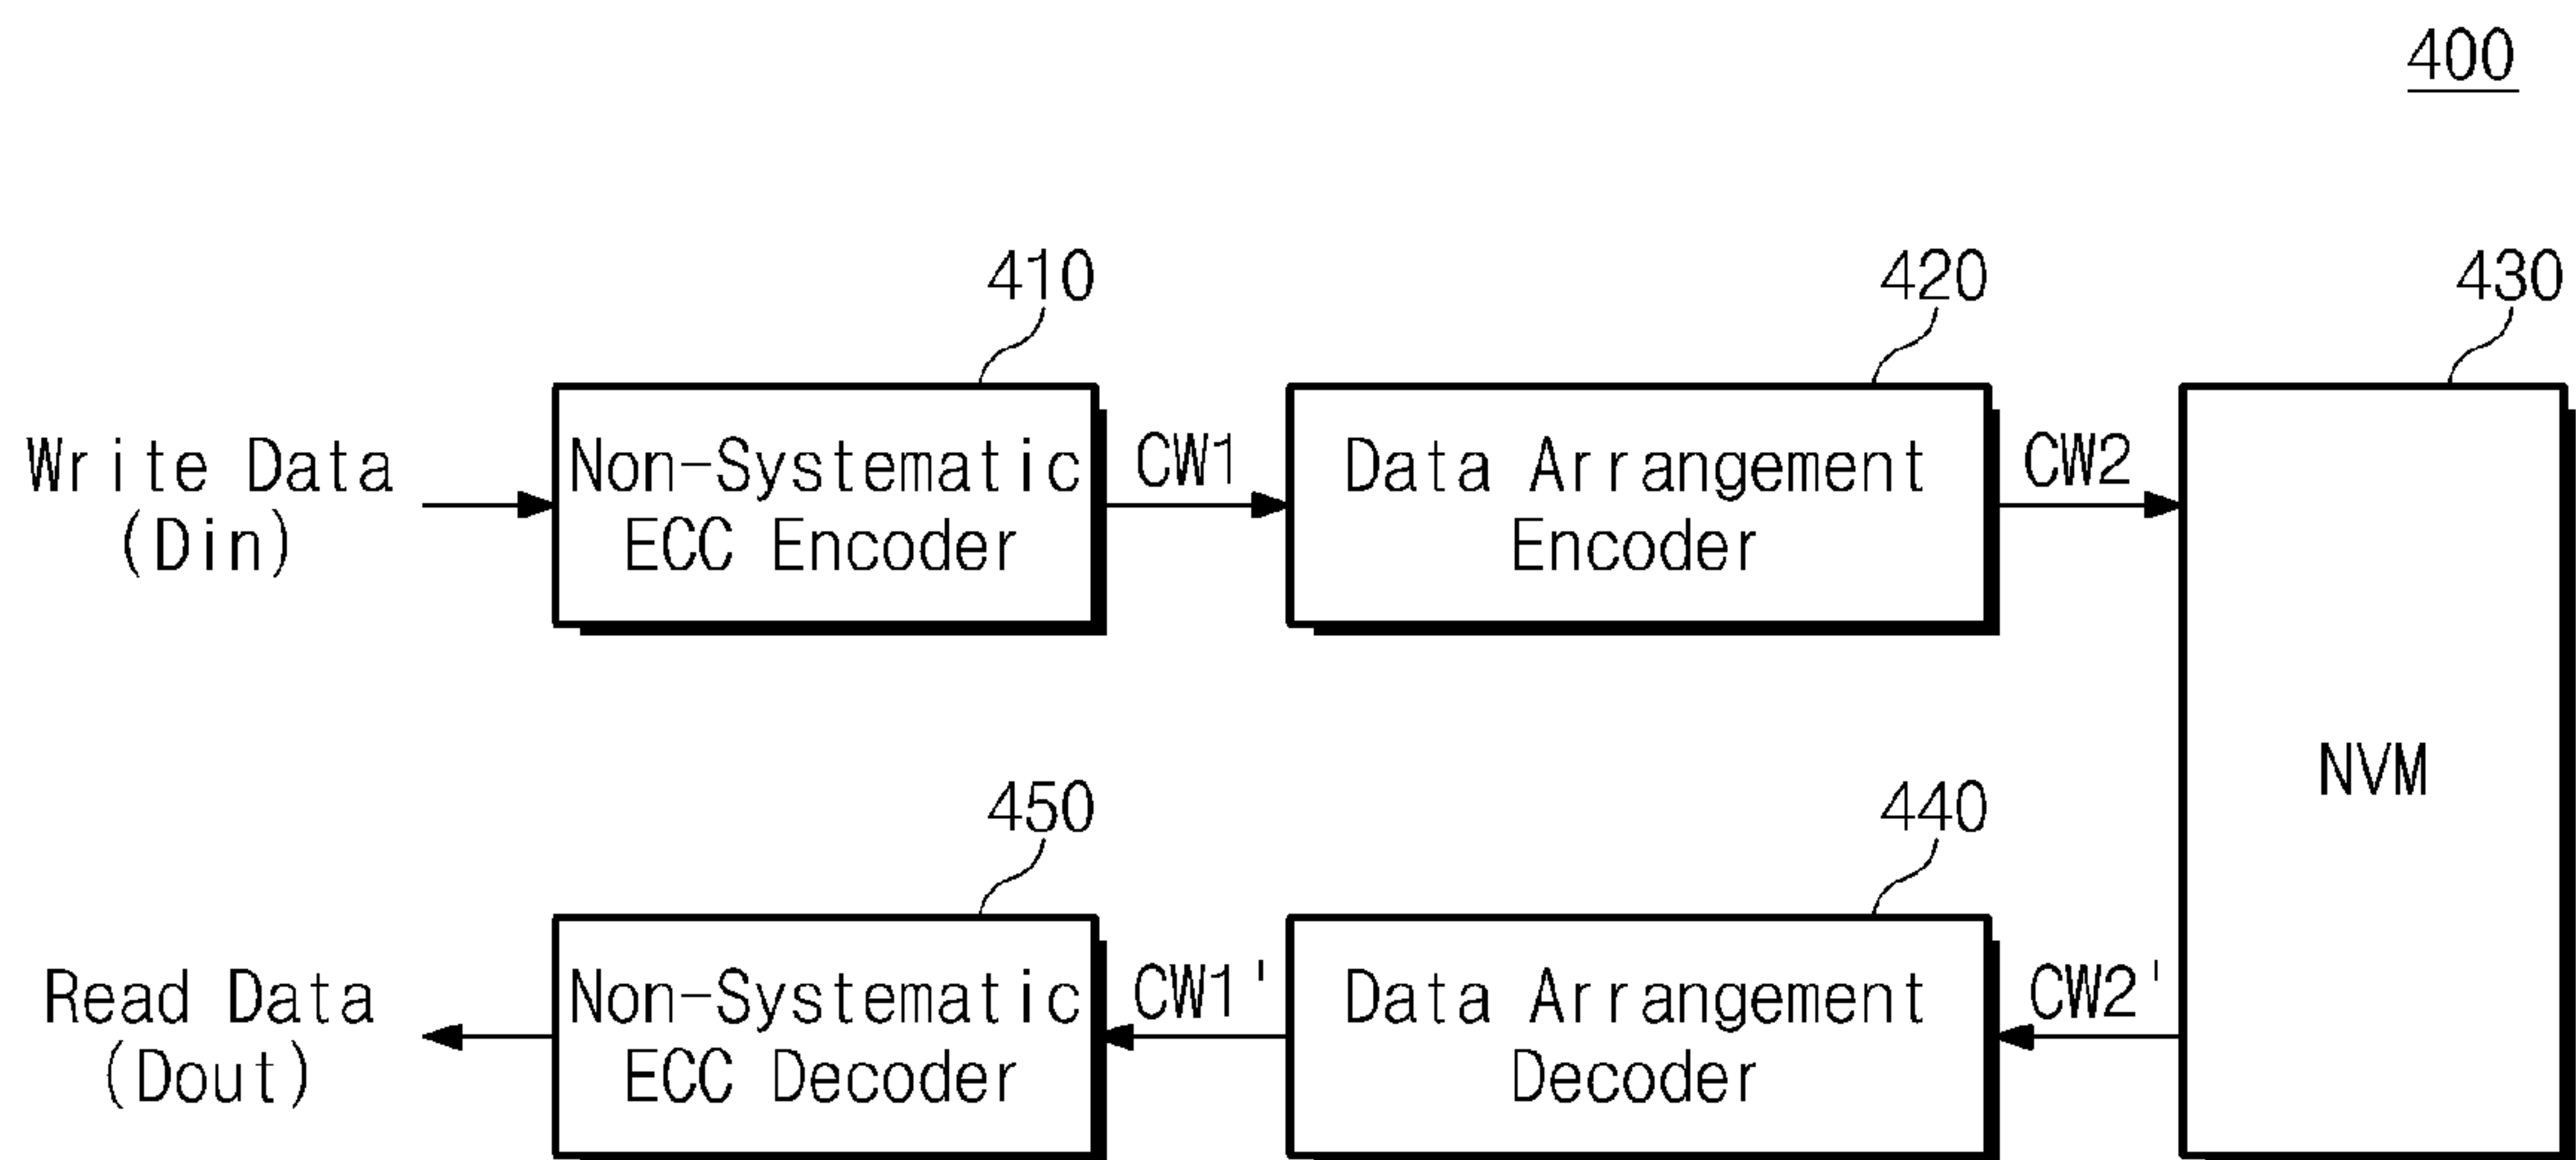 400
410
420
430
Write Data
(Din)
Non-Systematic
ECC Encoder
CW1
Data Arrangement
Encoder
CW2
NVM
450
440
Read Data
(Dout)
Non-Systematic
ECC Decoder
CW1'
Data Arrangement
Decoder
CW2'